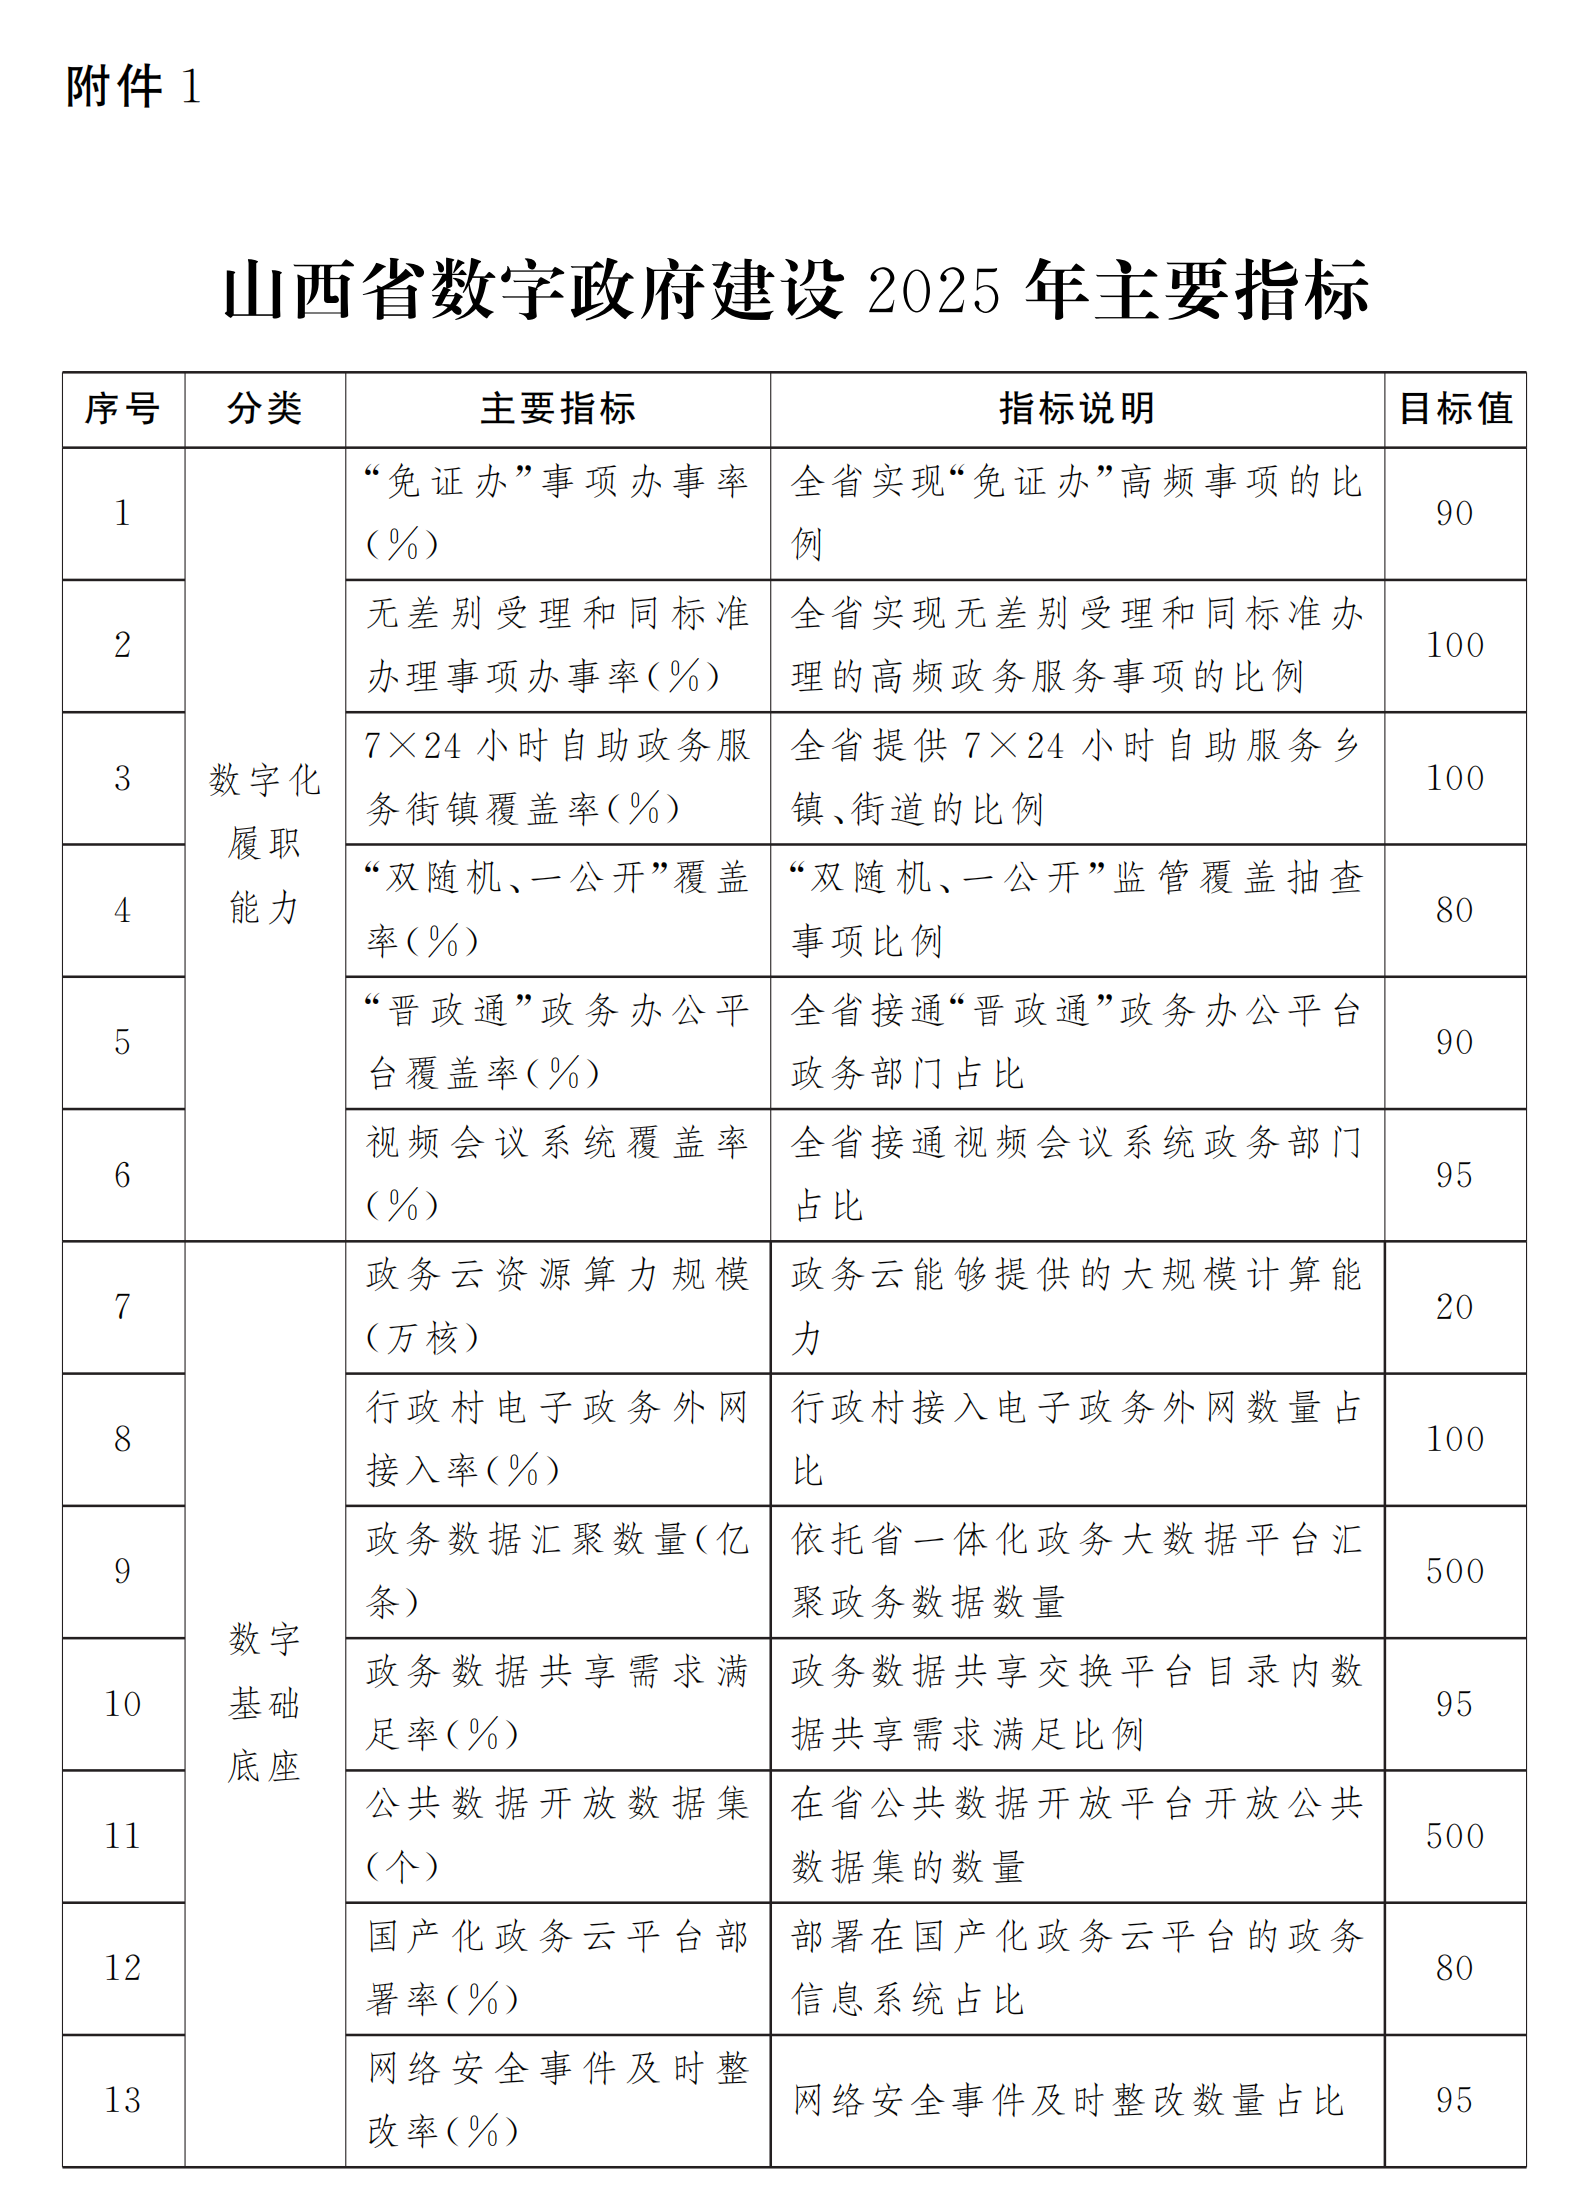 附件 1
山西省数字政府建设 2025 年主要指标
序号 分类 主要指标 指标说明 目标值
数字化
履职
能力
1
“免证办”事项办事率
(%)
全省实现“免证办”高频事项的比
例
90
2
无差别受理和同标准
办理事项办事率(%)
全省实现无差别受理和同标准办
理的高频政务服务事项的比例
100
3
7×24 小时自助政务服
务街镇覆盖率(%)
全省提供 7×24 小时自助服务乡
镇、街道的比例
100
4
“双随机、一公开”覆盖
率(%)
“双随机、一公开”监管覆盖抽查
事项比例
80
5
“晋政通”政务办公平
台覆盖率(%)
全省接通“晋政通”政务办公平台
政务部门占比
90
6
视频会议系统覆盖率
(%)
全省接通视频会议系统政务部门
占比
95
数字
基础
底座
7
政务云资源算力规模
(万核)
政务云能够提供的大规模计算能
力
20
8
行政村电子政务外网
接入率(%)
行政村接入电子政务外网数量占
比
100
9
政务数据汇聚数量(亿
条)
依托省一体化政务大数据平台汇
聚政务数据数量
500
10
政务数据共享需求满
足率(%)
政务数据共享交换平台目录内数
据共享需求满足比例
95
11
公共数据开放数据集
(个)
在省公共数据开放平台开放公共
数据集的数量
500
12
国产化政务云平台部
署率(%)
部署在国产化政务云平台的政务
信息系统占比
80
13
网络安全事件及时整
改率(%)
网络安全事件及时整改数量占比
95